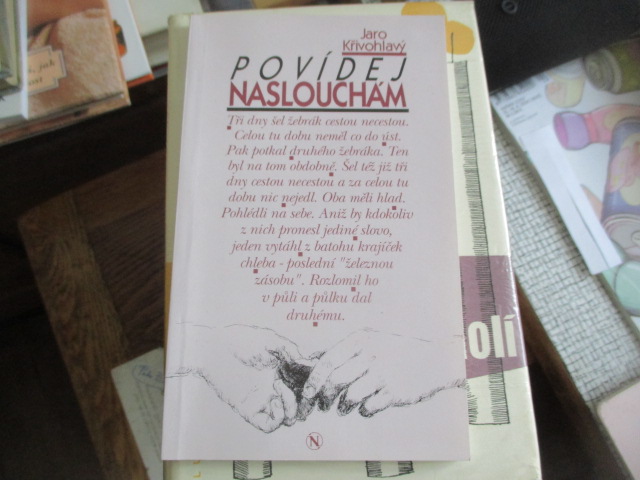 Jaro
Křivohlavý
POVÍDEJ
NASLOUCHÁM
Tři dny šel žebrák cestou necestou.
Celou tu dobu neměl co do úst.
Pak potkal druhého žebráka. Ten
byl na tom obdobně. Šel též již tři
dny cestou necestou a za celou tu
dobu nic nejedl. Oba měli hlad.
Pohlédli na sebe. Aniž by kdokoliv
z nich pronesl jediné slovo,
jeden vytáhl z batohu krajíček
chleba - poslední "železnou
zásobu". Rozlomil ho
v půli a půlku dal
druhému.
N
olí